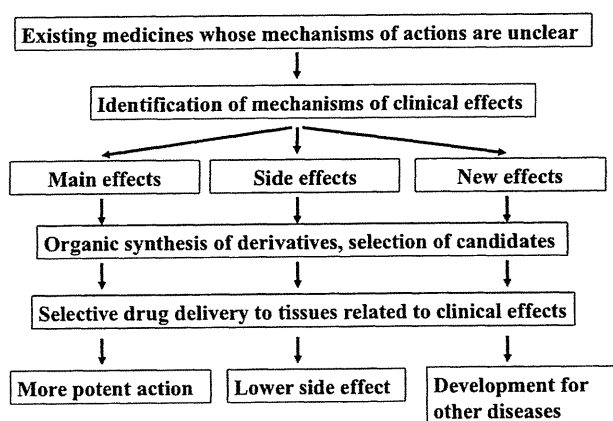 Existing medicines whose mechanisms of actions are unclear
Identification of mechanisms of clinical effects
Main effects
Side effects
New effects
Organic synthesis of derivatives, selection of candidates
Selective drug delivery to tissues related to clinical effects
More potent action
Lower side effect
Development for
other diseases